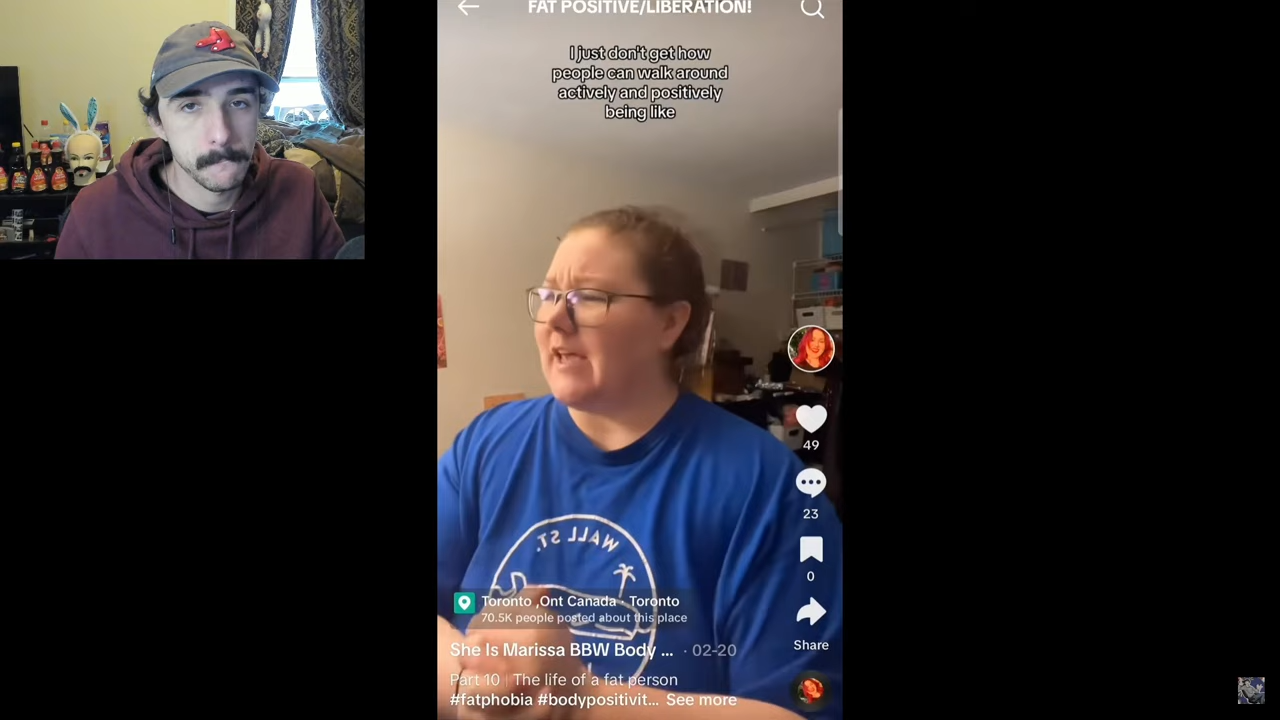 FAT POSITIVE/LIBERATION!
I just don't get how
people can walk around
actively and positively
being like
49
23
0
Share
WALL ST.
Toronto ,Ont Canada · Toronto
70.5K people posted about this place
She Is Marissa BBW Body ... · 02-20
Part 10 | The life of a fat person
#fatphobia #bodypositivit... See more